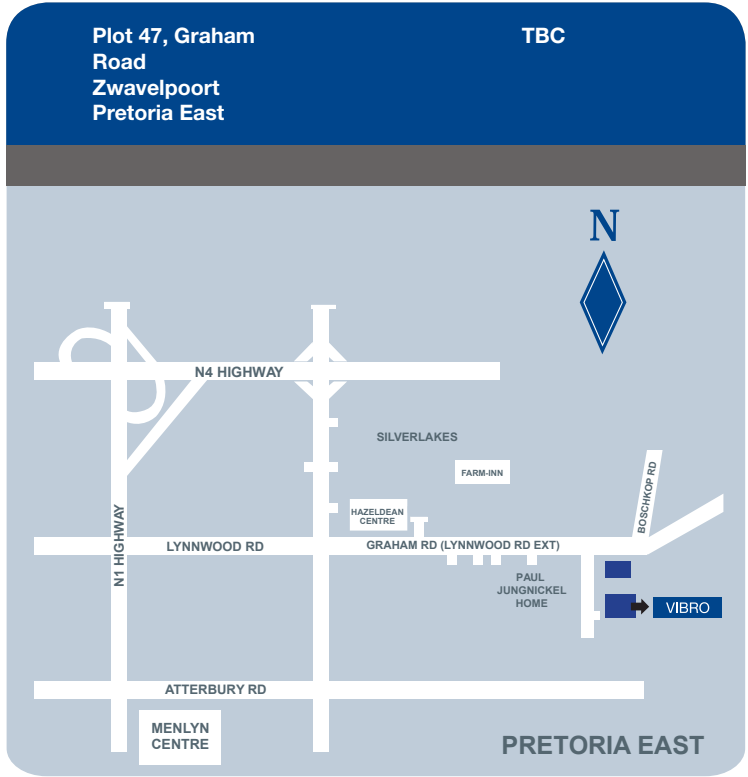 Plot 47, Graham
Road
Zwavelpoort
Pretoria East
TBC
N
N4 HIGHWAY
SILVERLAKES
FARM-INN
BOSCHKOP RD
HAZELDEAN
CENTRE
N1 HIGHWAY
LYNNWOOD RD
GRAHAM RD (LYNNWOOD RD EXT)
PAUL
JUNGNICKEL
HOME
VIBRO
ATTERBURY RD
MENLYN
CENTRE
PRETORIA EAST